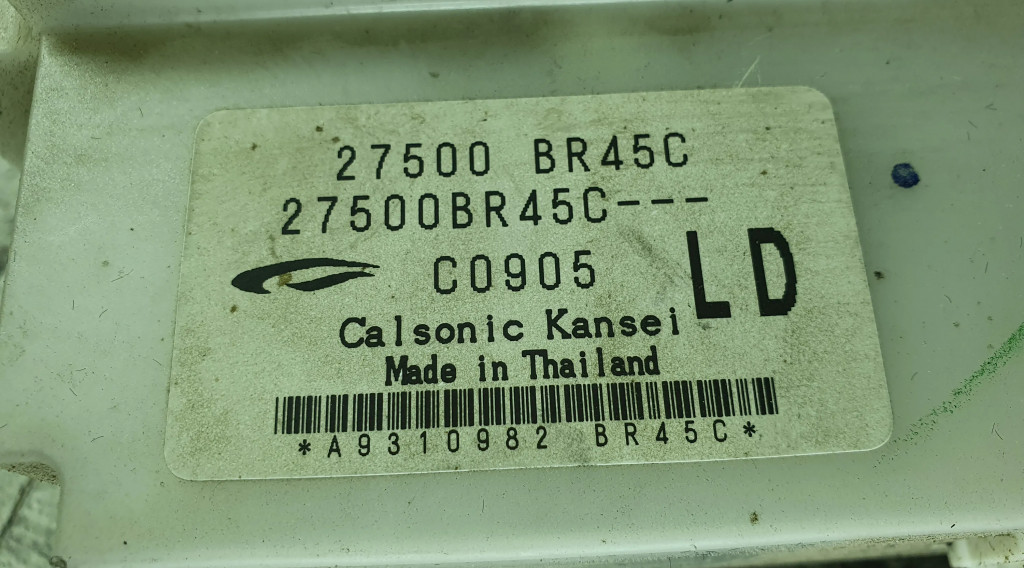 27500 BR45C
27500BR45C---
C0905
LD
Calsonic Kansei
Made in Thailand
*A9310982 BR45C*